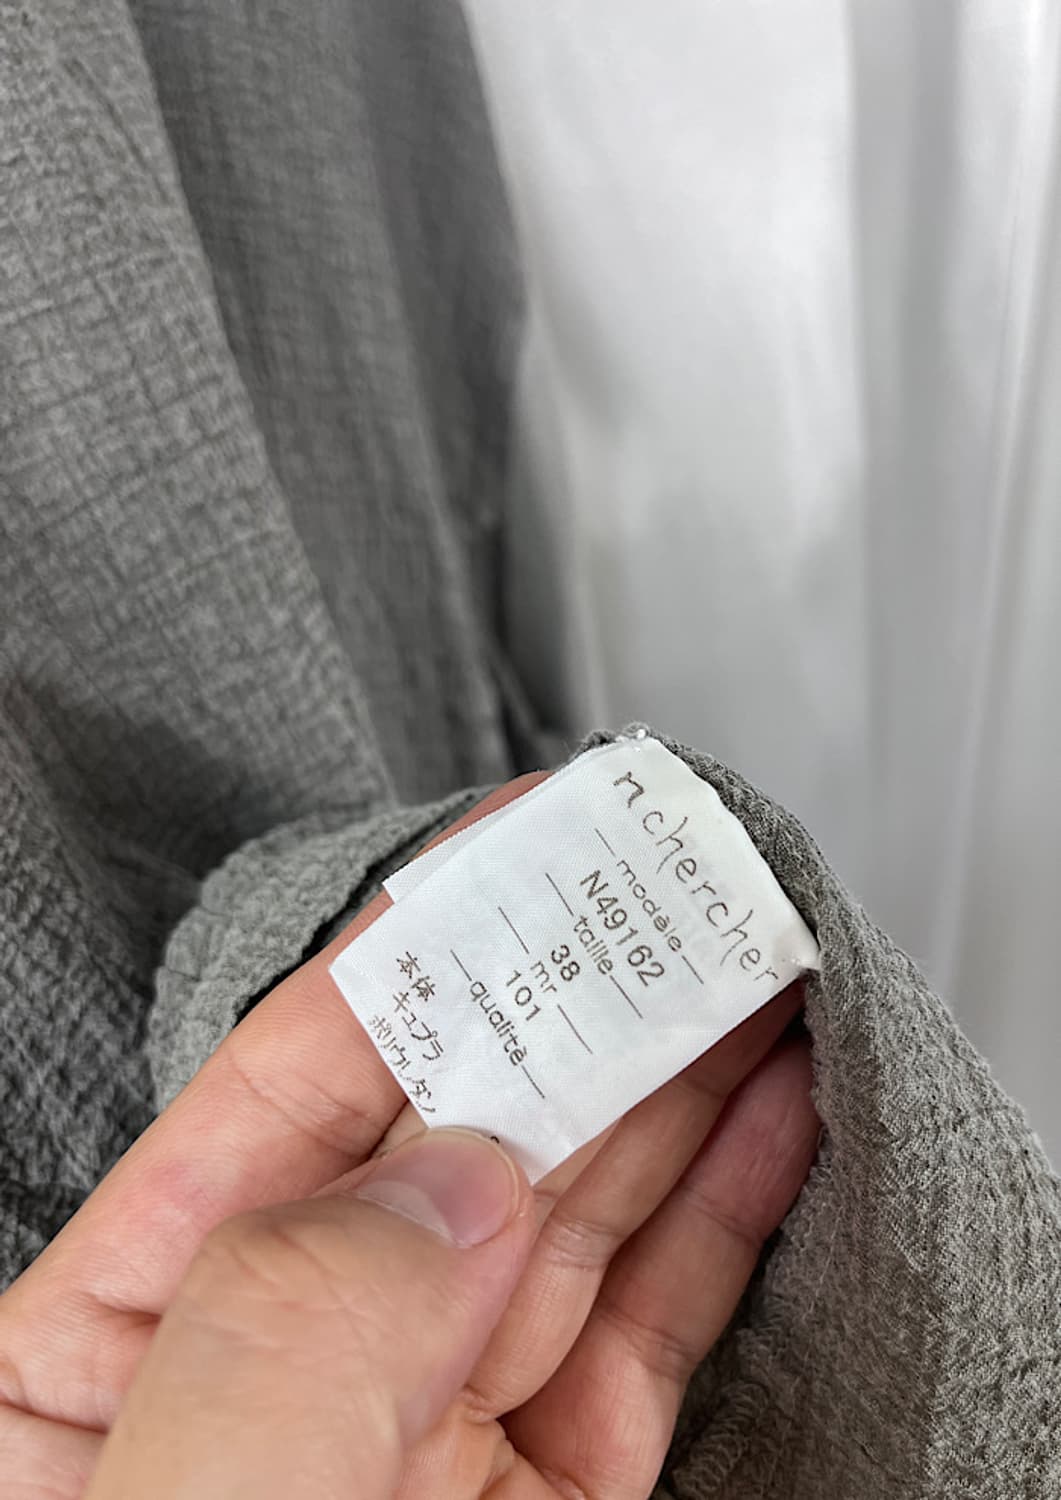 n chercher
modèle
N49162
taille
38
mr
101
qualité
本体
キュプラ
ポリウレタン